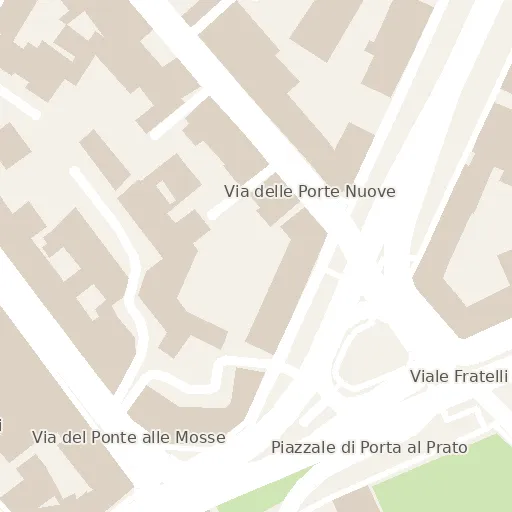 Via delle Porte Nuove
Viale Fratelli
i
Via del Ponte alle Mosse
Piazzale di Porta al Prato